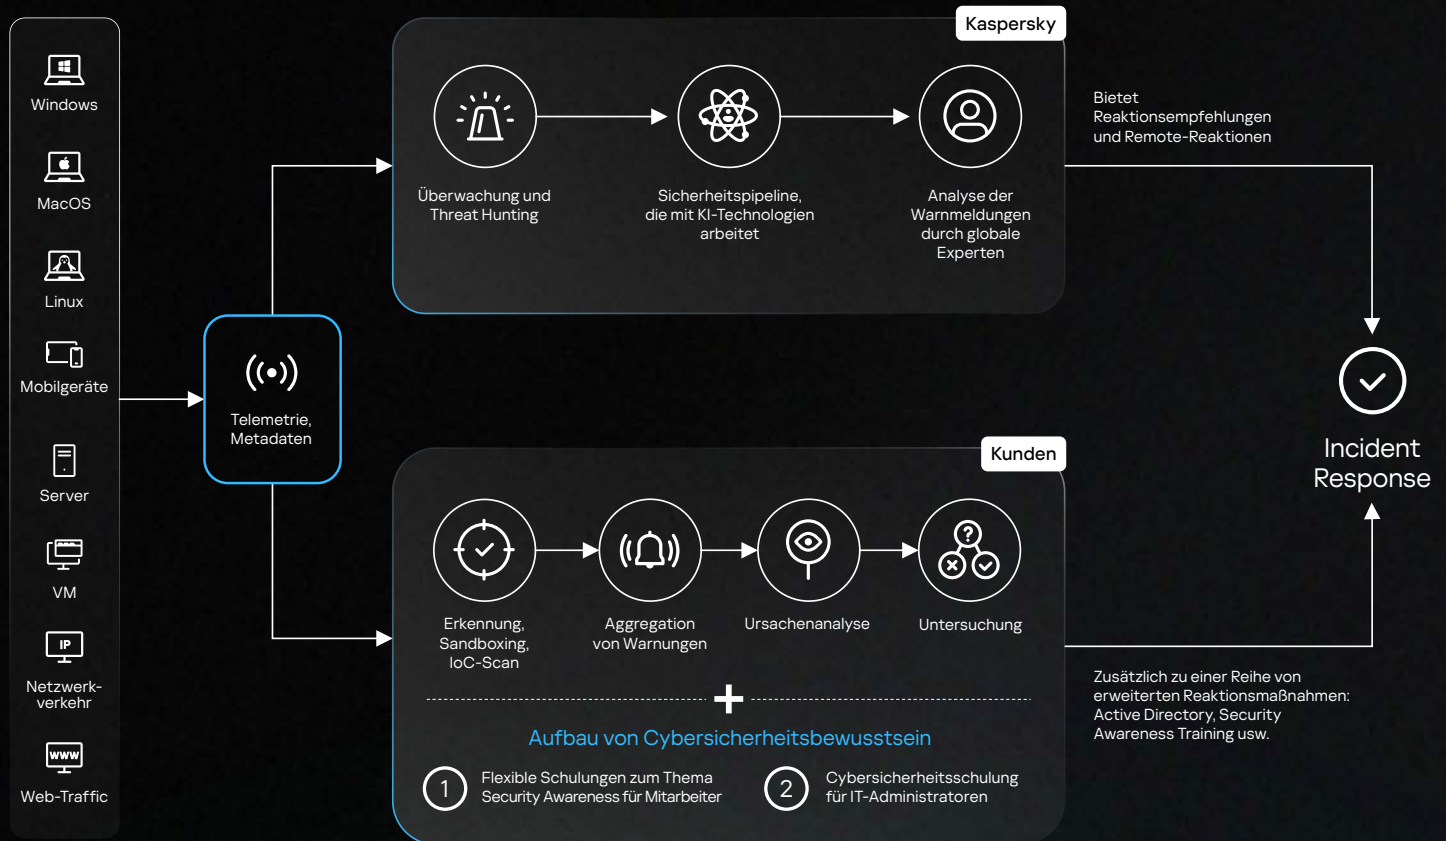 Windows
MacOS
Linux
Mobilgeräte
Server
VM
IP
Netzwerk-
verkehr
www
Web-Traffic
Telemetrie,
Metadaten
Kaspersky
Überwachung und
Threat Hunting
Sicherheitspipeline,
die mit KI-Technologien
arbeitet
Analyse der
Warnmeldungen
durch globale
Experten
Bietet
Reaktionsempfehlungen
und Remote-Reaktionen
Kunden
Erkennung,
Sandboxing,
IoC-Scan
Aggregation
von Warnungen
Ursachenanalyse
?
Untersuchung
+
Aufbau von Cybersicherheitsbewusstsein
1
Flexible Schulungen zum Thema
Security Awareness für Mitarbeiter
2
Cybersicherheitsschulung
für IT-Administratoren
Incident
Response
Zusätzlich zu einer Reihe von
erweiterten Reaktionsmaßnahmen:
Active Directory, Security
Awareness Training usw.